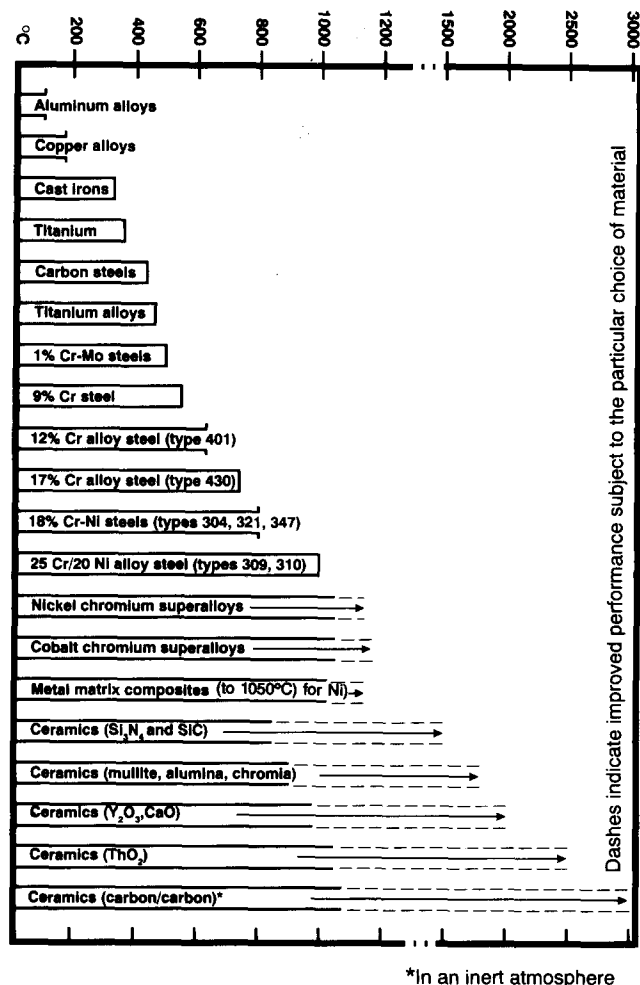 °C 200 400 600 800 1000 1500 2000 2500 3000
Aluminum alloys
Copper alloys
Cast irons
Titanium
Carbon steels
Titanium alloys
1% Cr-Mo steels
9% Cr steel
12% Cr alloy steel (type 401)
17% Cr alloy steel (type 430)
18% Cr-Ni steels (types 304, 321, 347)
25 Cr/20 Ni alloy steel (types 309, 310)
Nickel chromium superalloys
Cobalt chromium superalloys
Metal matrix composites (to 1050°C) for Ni)
Ceramics (Si₃N₄ and SiC)
Ceramics (mullite, alumina, chromia)
Ceramics (Y₂O₃,CaO)
Ceramics (ThO₂)
Ceramics (carbon/carbon)*
Dashes indicate improved performance subject to the particular choice of material
*In an inert atmosphere